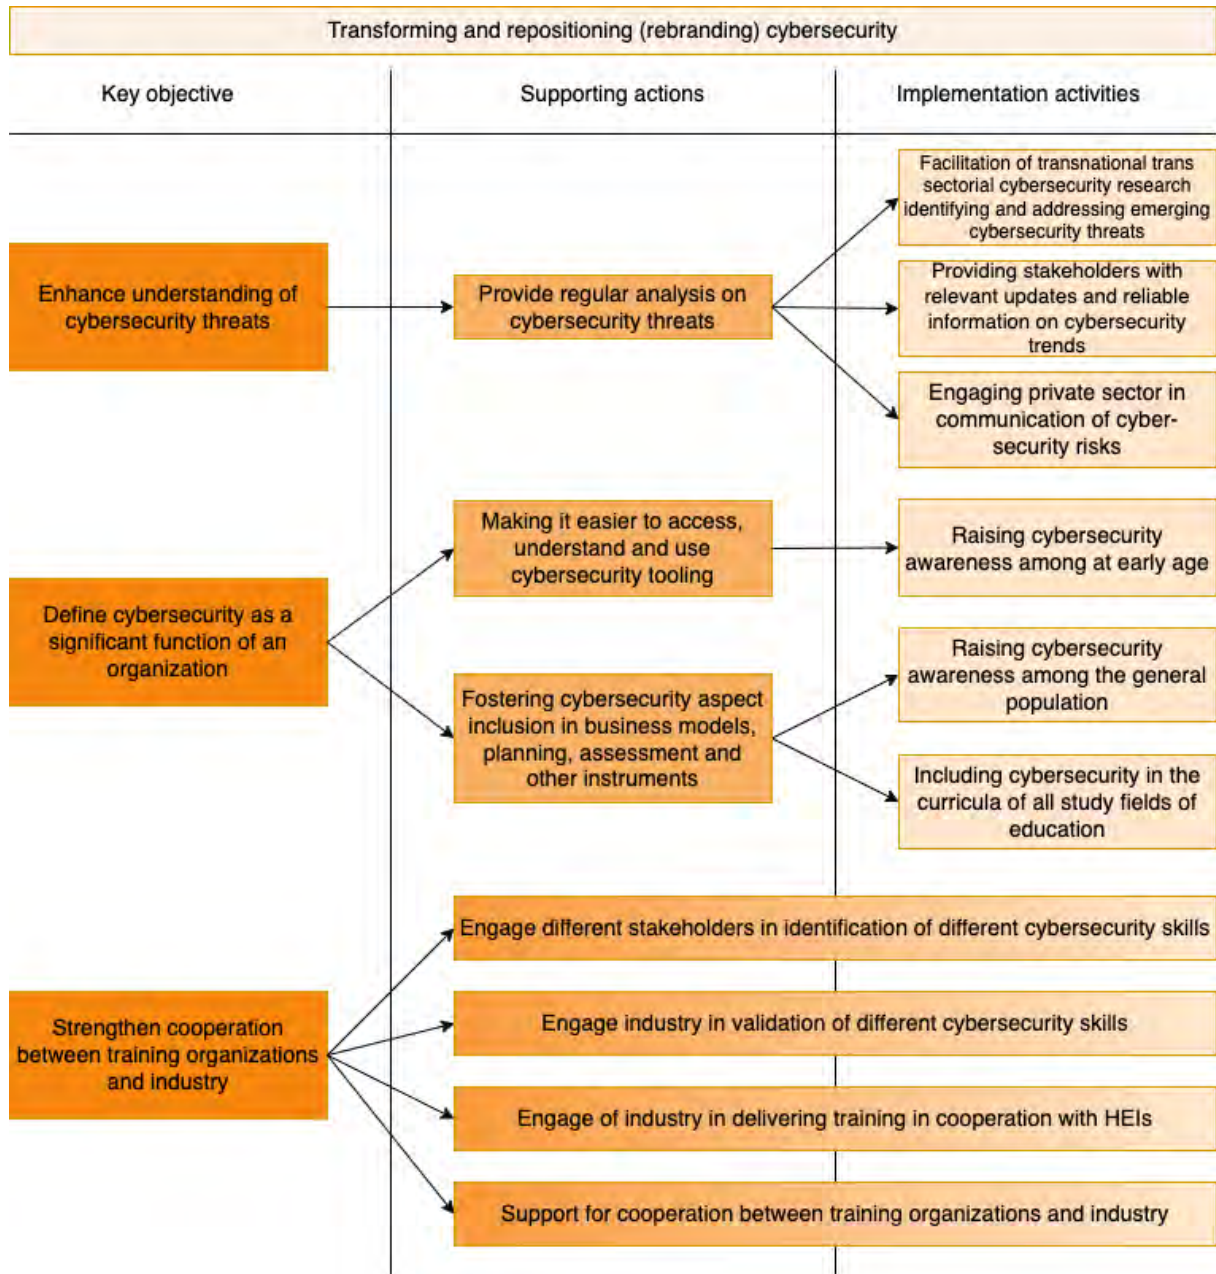 Transforming and repositioning (rebranding) cybersecurity
Key objective
Supporting actions
Implementation activities
Enhance understanding of
cybersecurity threats
Provide regular analysis on
cybersecurity threats
Facilitation of transnational trans
sectorial cybersecurity research
identifying and addressing emerging
cybersecurity threats
Providing stakeholders with
relevant updates and reliable
information on cybersecurity
trends
Engaging private sector in
communication of cyber-
security risks
Define cybersecurity as a
significant function of an
organization
Making it easier to access,
understand and use
cybersecurity tooling
Raising cybersecurity
awareness among at early age
Fostering cybersecurity aspect
inclusion in business models,
planning, assessment and
other instruments
Raising cybersecurity
awareness among the general
population
Including cybersecurity in the
curricula of all study fields of
education
Strengthen cooperation
between training organizations
and industry
Engage different stakeholders in identification of different cybersecurity skills
Engage industry in validation of different cybersecurity skills
Engage of industry in delivering training in cooperation with HEIs
Support for cooperation between training organizations and industry